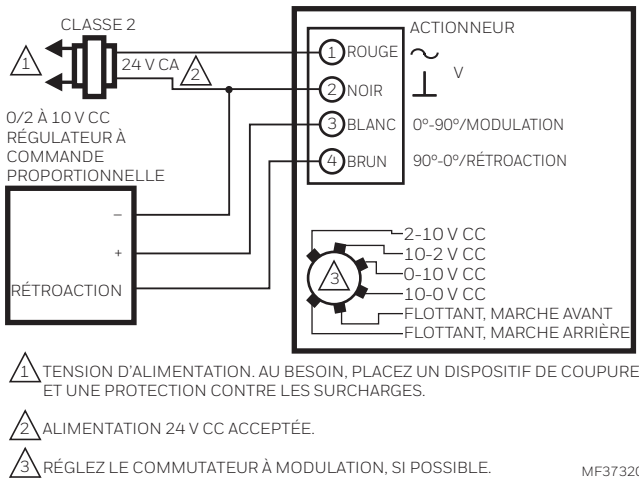 CLASSE 2
ACTIONNEUR
1 ROUGE
1
24 V CA 2
V
2 NOIR
0/2 À 10 V CC
RÉGULATEUR À
COMMANDE
PROPORTIONNELLE
3 BLANC 0°-90°/MODULATION
4 BRUN 90°-0°/RÉTROACTION
–
+
RÉTROACTION
3
2-10 V CC
10-2 V CC
0-10 V CC
10-0 V CC
FLOTTANT, MARCHE AVANT
FLOTTANT, MARCHE ARRIÈRE
1 TENSION D'ALIMENTATION. AU BESOIN, PLACEZ UN DISPOSITIF DE COUPURE
ET UNE PROTECTION CONTRE LES SURCHARGES.
2 ALIMENTATION 24 V CC ACCEPTÉE.
3 RÉGLEZ LE COMMUTATEUR À MODULATION, SI POSSIBLE.
MF37320